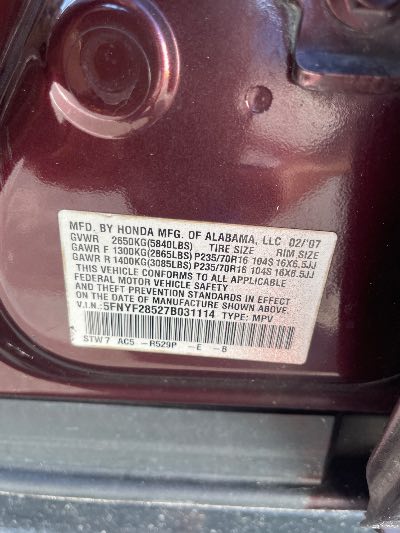 MFD. BY HONDA MFG. OF ALABAMA, LLC 02/'07
GVWR 2650KG(5840LBS) TIRE SIZE RIM SIZE
GAWR F 1300KG(2865LBS) P235/70R16 104S 16X6.5JJ
GAWR R 1400KG(3085LBS) P235/70R16 104S 16X6.5JJ
THIS VEHICLE CONFORMS TO ALL APPLICABLE
FEDERAL MOTOR VEHICLE SAFETY
AND THEFT PREVENTION STANDARDS IN EFFECT
ON THE DATE OF MANUFACTURE SHOWN ABOVE.
V.I.N.: 5FNYF28527B031114 TYPE: MPV
STW7 AC5 -R529P -E -8